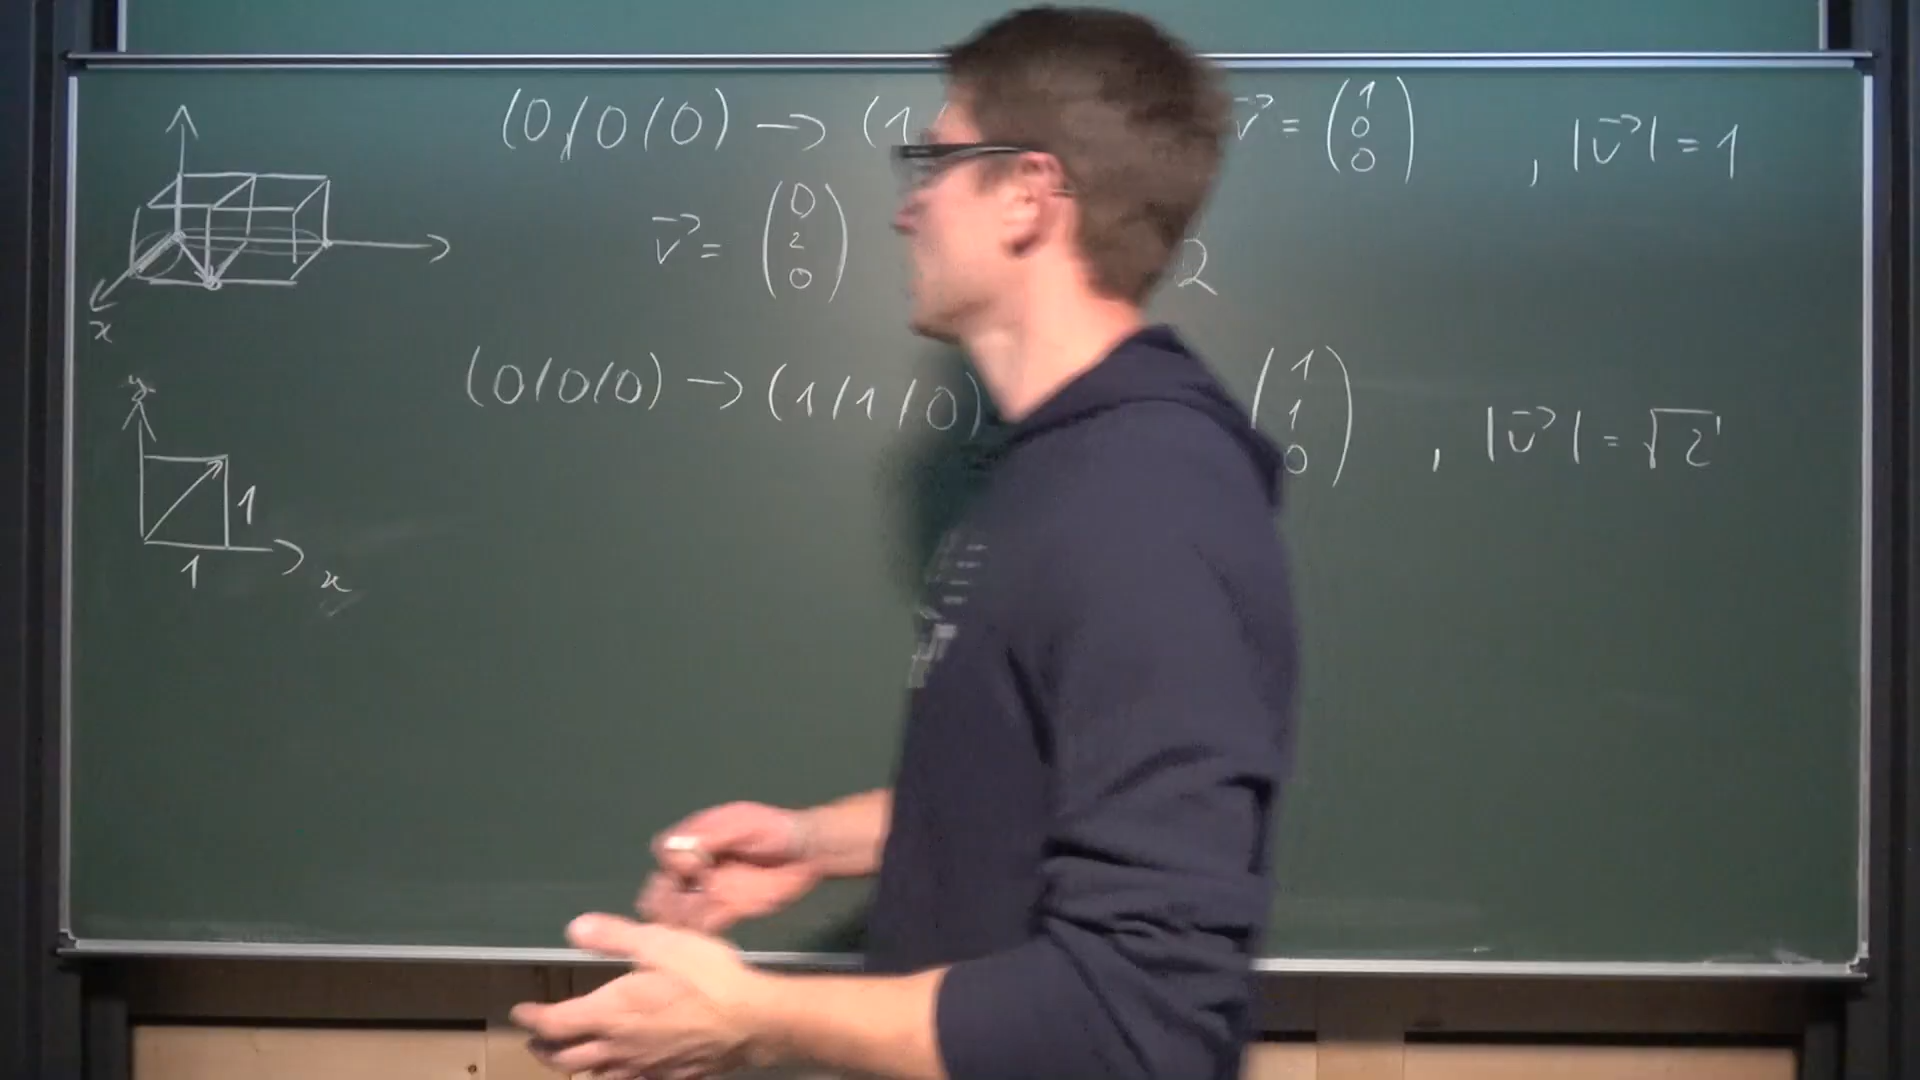 (0/0/0) → (1/ v⃗ = (1 0 0) , |v⃗| = 1
v⃗ = (0 2 0) 2
(0/0/0) → (1/1/0) (1 1 0) , |v⃗| = √2
x
y
1
1
x